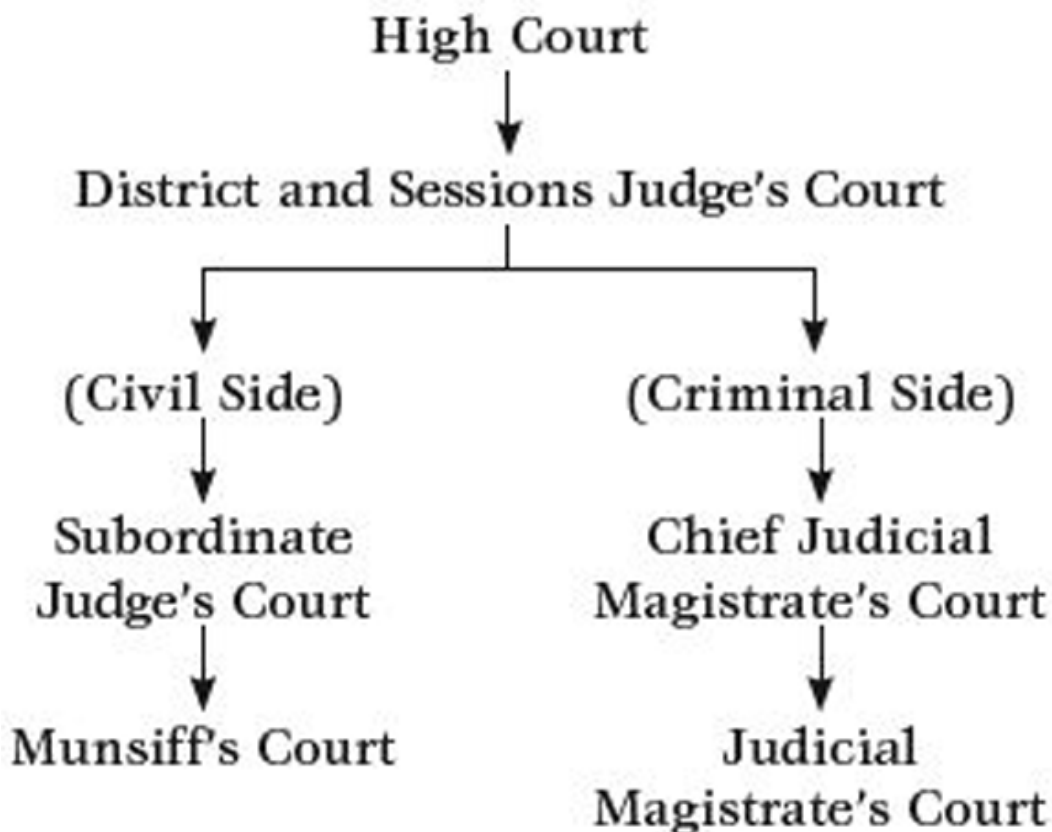 High Court
District and Sessions Judge's Court
(Civil Side)
(Criminal Side)
Subordinate
Judge's Court
Chief Judicial
Magistrate's Court
Munsiff's Court
Judicial
Magistrate's Court